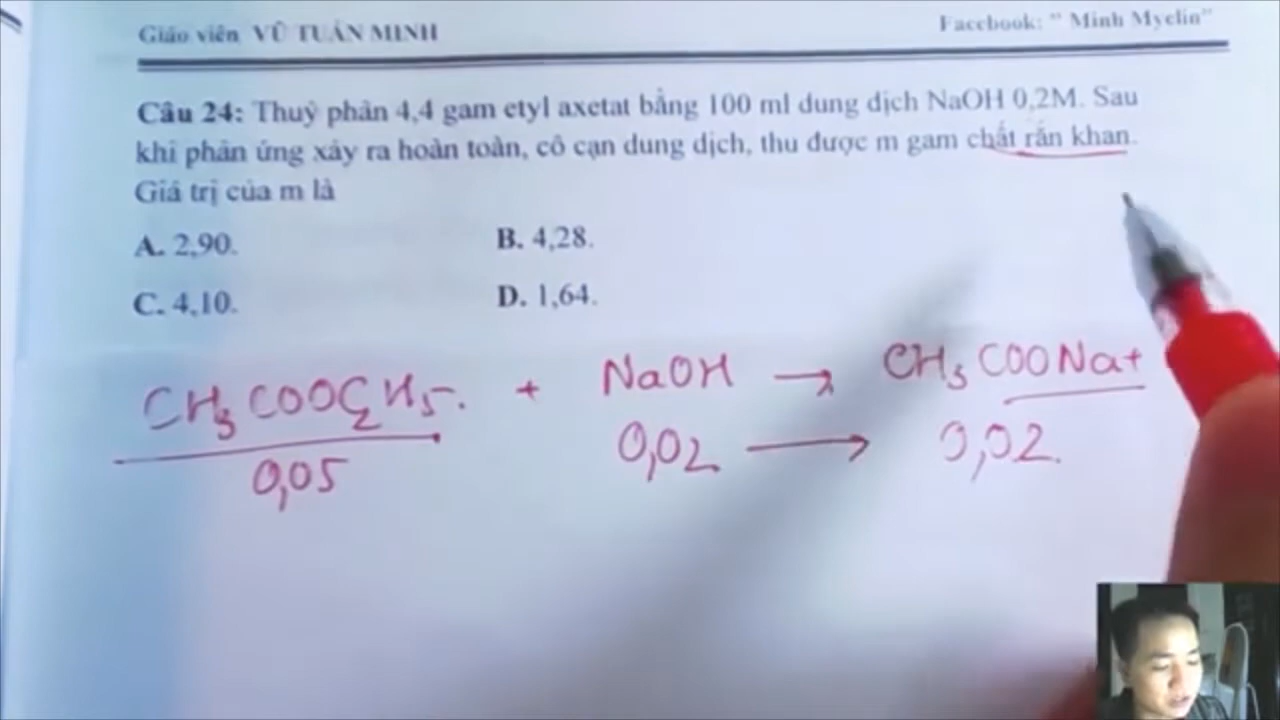 Giáo viên VŨ TUẤN MINH
Facebook: " Minh Myelin"
Câu 24: Thuỷ phân 4,4 gam etyl axetat bằng 100 ml dung dịch NaOH 0,2M. Sau
khi phản ứng xảy ra hoàn toàn, cô cạn dung dịch, thu được m gam chất rắn khan.
Giá trị của m là
A. 2,90. B. 4,28.
C. 4,10. D. 1,64.
CH₃COOC₂H₅. + NaOH → CH₃COONa+
0,05 0,02 → 0,02.